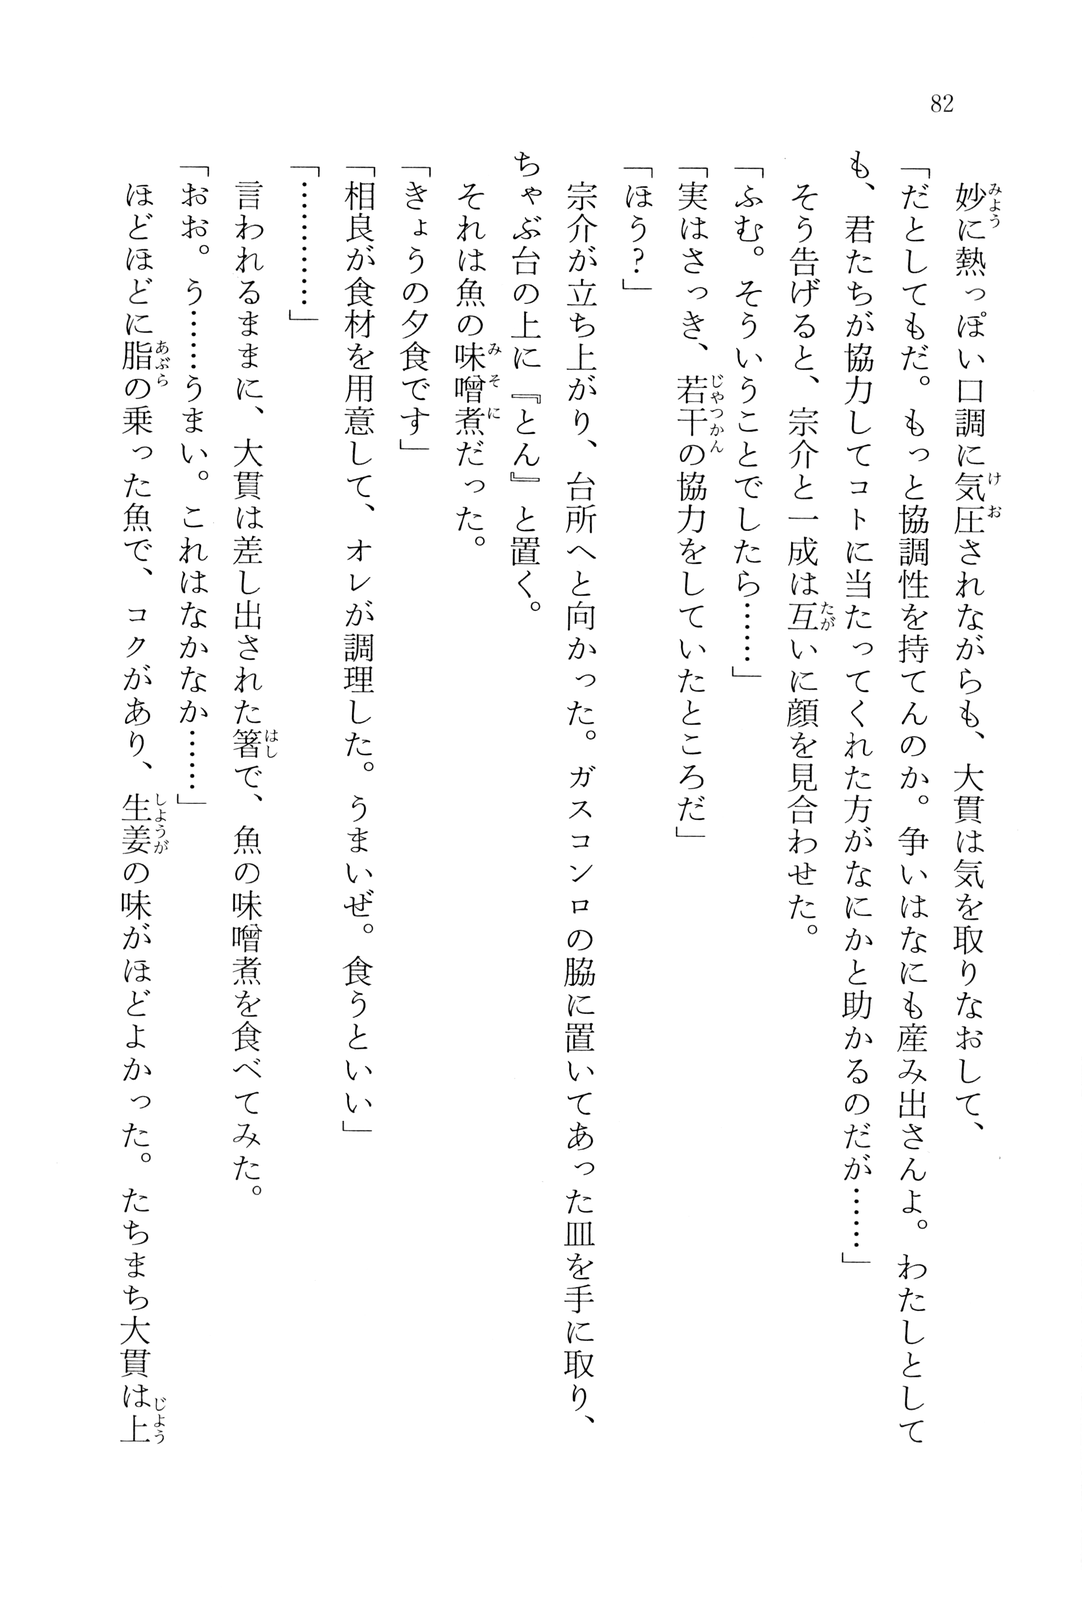 82
妙に熱っぽい口調に気圧されながらも、大貫は気を取りなおして、
「だとしてもだ。もっと協調性を持てんのか。争いはなにも産み出さんよ。わたしとして
も、君たちが協力してコトに当たってくれた方がなにかと助かるのだが……」
そう告げると、宗介と一成は互いに顔を見合わせた。
「ふむ。そういうことでしたら……」
「実はさっき、若干の協力をしていたところだ」
「ほう？」
宗介が立ち上がり、台所へと向かった。ガスコンロの脇に置いてあった皿を手に取り、
ちゃぶ台の上に『とん』と置く。
それは魚の味噌煮だった。
「きょうの夕食です」
「相良が食材を用意して、オレが調理した。うまいぜ。食うといい」
「…………」
言われるままに、大貫は差し出された箸で、魚の味噌煮を食べてみた。
「おお。う……うまい。これはなかなか……」
ほどほどに脂の乗った魚で、コクがあり、生姜の味がほどよかった。たちまち大貫は上